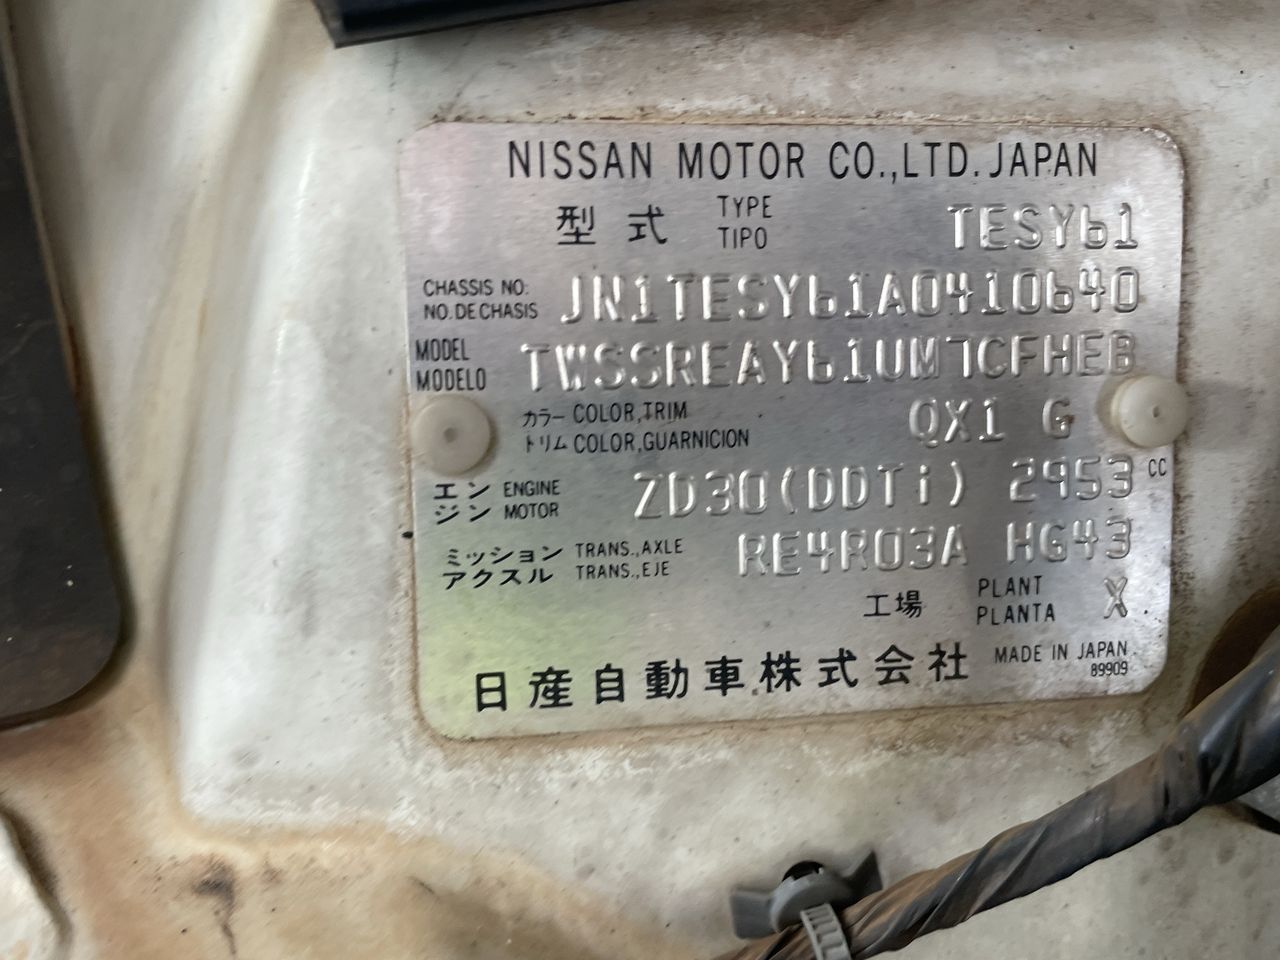 NISSAN MOTOR CO.,LTD. JAPAN
型式 TYPE TESY61
TIPO
CHASSIS NO: JN1TESY61A0410640
NO. DE CHASIS
MODEL TWSSREAY61UM7CFHEB
MODELO
カラー COLOR,TRIM QX1 G
トリム COLOR,GUARNICION
エン ENGINE ZD30(DDTi) 2953 CC
ジン MOTOR
ミッション TRANS.,AXLE RE4R03A HG43
アクスル TRANS.,EJE
工場 PLANT X
PLANTA
日産自動車株式会社 MADE IN JAPAN
89909